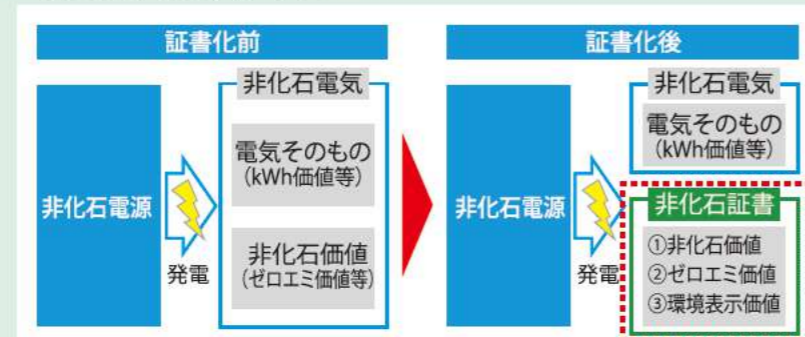 証書化前
非化石電源
発電
非化石電気
電気そのもの
(kWh価値等)
非化石価値
(ゼロエミ価値等)
証書化後
非化石電源
発電
非化石電気
電気そのもの
(kWh価値等)
非化石証書
①非化石価値
②ゼロエミ価値
③環境表示価値